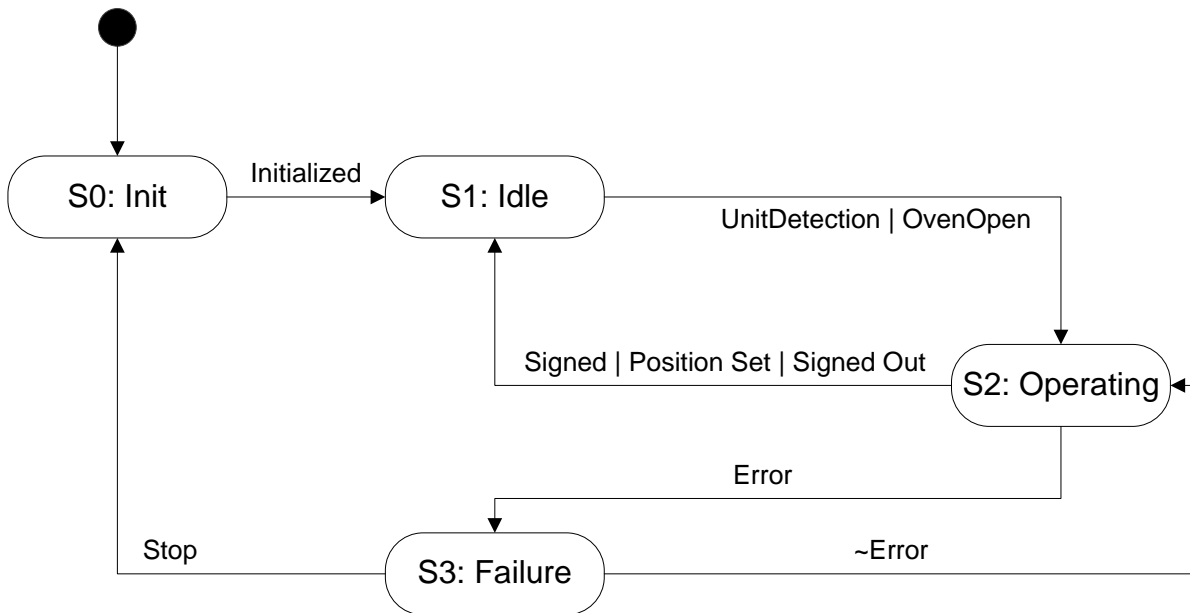 Initialized
S0: Init
S1: Idle
UnitDetection | OvenOpen
Signed | Position Set | Signed Out
S2: Operating
Error
Stop
~Error
S3: Failure